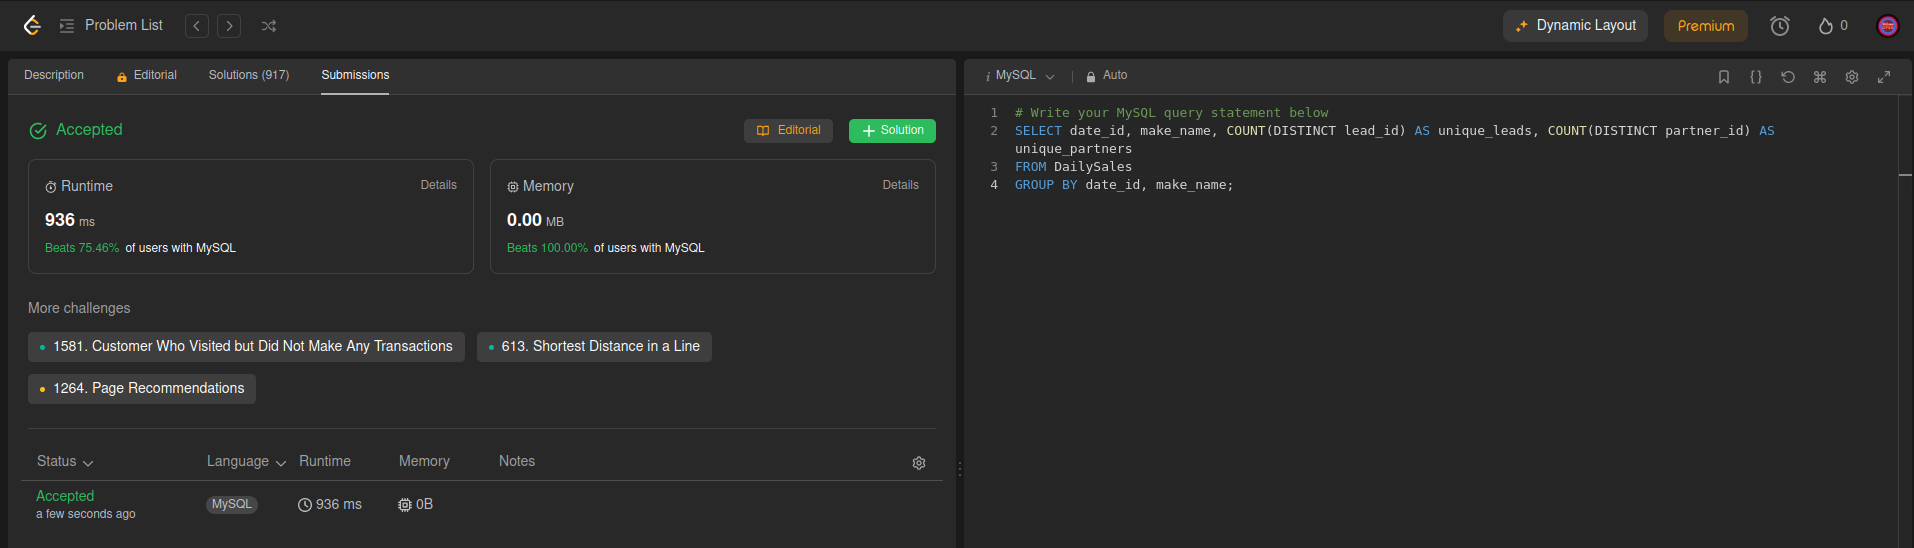 Problem List
Dynamic Layout
Premium
0
Description
Editorial
Solutions (917)
Submissions
Accepted
Editorial
Solution
Runtime
Details
936 ms
Beats 75.46% of users with MySQL
Memory
Details
0.00 MB
Beats 100.00% of users with MySQL
More challenges
1581. Customer Who Visited but Did Not Make Any Transactions
613. Shortest Distance in a Line
1264. Page Recommendations
Status Language Runtime Memory Notes
Accepted
a few seconds ago
MySQL
936 ms
0B
i MySQL
Auto
1 # Write your MySQL query statement below
2 SELECT date_id, make_name, COUNT(DISTINCT lead_id) AS unique_leads, COUNT(DISTINCT partner_id) AS
unique_partners
3 FROM DailySales
4 GROUP BY date_id, make_name;